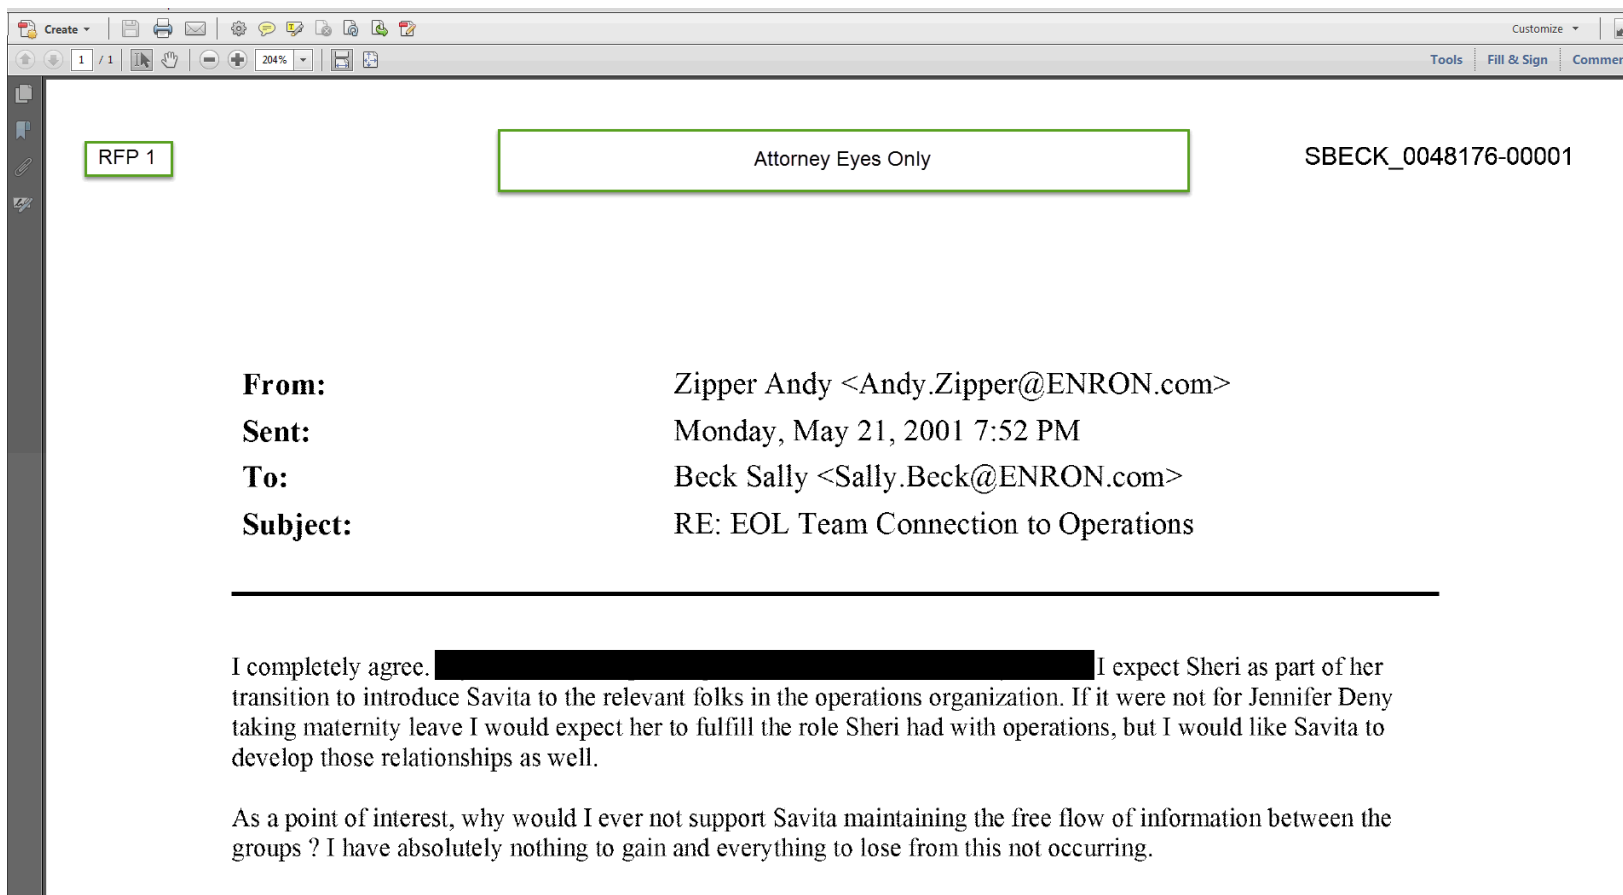 Create
Customize
1 / 1
204%
Tools
Fill & Sign
Commen
RFP 1
Attorney Eyes Only
SBECK_0048176-00001
From: Zipper Andy <Andy.Zipper@ENRON.com>
Sent: Monday, May 21, 2001 7:52 PM
To: Beck Sally <Sally.Beck@ENRON.com>
Subject: RE: EOL Team Connection to Operations
I completely agree. I expect Sheri as part of her
transition to introduce Savita to the relevant folks in the operations organization. If it were not for Jennifer Deny
taking maternity leave I would expect her to fulfill the role Sheri had with operations, but I would like Savita to
develop those relationships as well.
As a point of interest, why would I ever not support Savita maintaining the free flow of information between the
groups ? I have absolutely nothing to gain and everything to lose from this not occurring.